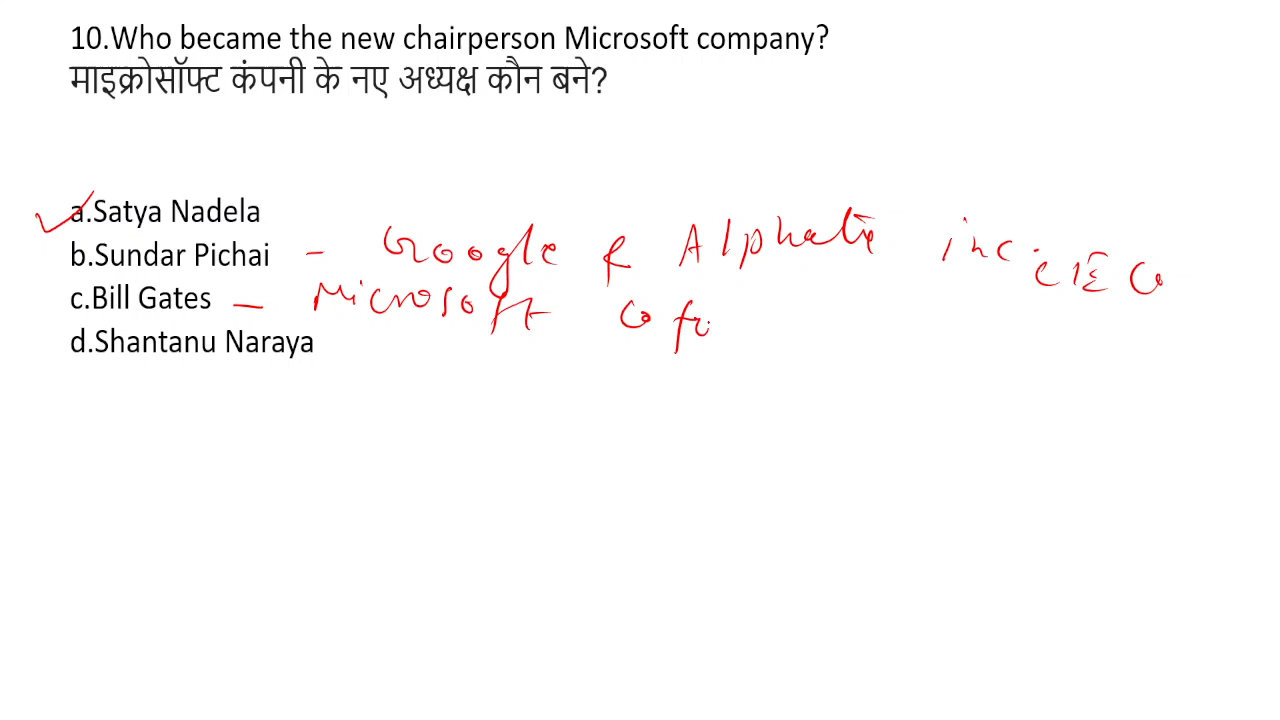 10.Who became the new chairperson Microsoft company?
माइक्रोसॉफ्ट कंपनी के नए अध्यक्ष कौन बने?
a.Satya Nadela
b.Sundar Pichai - Google & Alphabet inc. CEO
c.Bill Gates - Microsoft
d.Shantanu Naraya